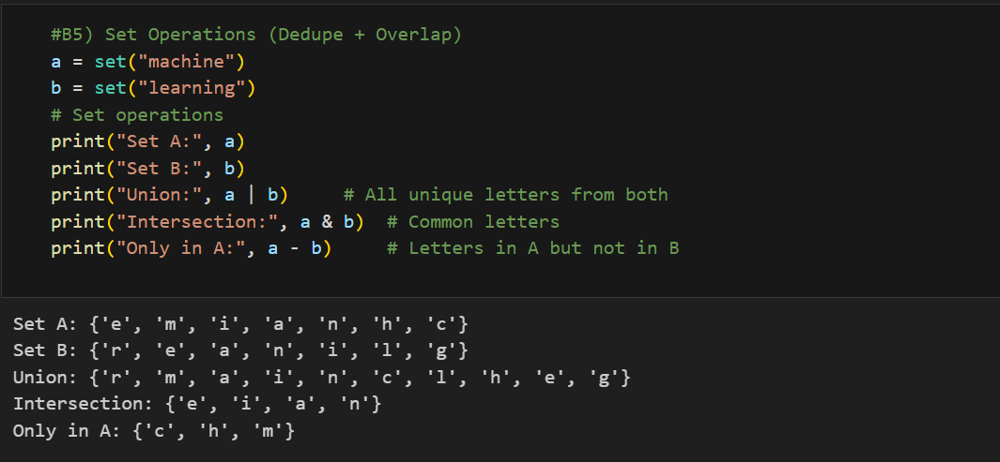 #B5) Set Operations (Dedupe + Overlap)
a = set("machine")
b = set("learning")
# Set operations
print("Set A:", a)
print("Set B:", b)
print("Union:", a | b)     # All unique letters from both
print("Intersection:", a & b)  # Common letters
print("Only in A:", a - b)     # Letters in A but not in B
Set A: {'e', 'm', 'i', 'a', 'n', 'h', 'c'}
Set B: {'r', 'e', 'a', 'n', 'i', 'l', 'g'}
Union: {'r', 'm', 'a', 'i', 'n', 'c', 'l', 'h', 'e', 'g'}
Intersection: {'e', 'i', 'a', 'n'}
Only in A: {'c', 'h', 'm'}